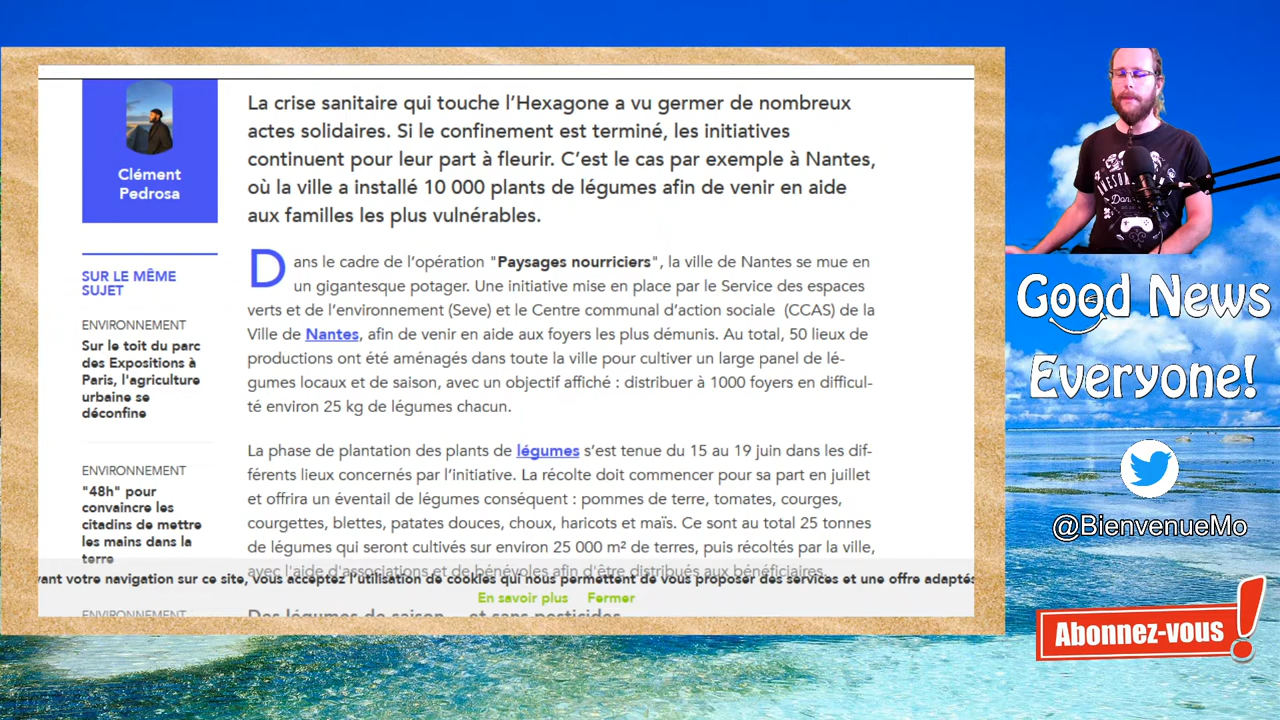 Clément
Pedrosa
SUR LE MÊME
SUJET
ENVIRONNEMENT
Sur le toit du parc
des Expositions à
Paris, l'agriculture
urbaine se
déconfine
ENVIRONNEMENT
"48h" pour
convaincre les
citadins de mettre
les mains dans la
terre
ENVIRONNEMENT
La crise sanitaire qui touche l’Hexagone a vu germer de nombreux
actes solidaires. Si le confinement est terminé, les initiatives
continuent pour leur part à fleurir. C’est le cas par exemple à Nantes,
où la ville a installé 10 000 plants de légumes afin de venir en aide
aux familles les plus vulnérables.
Dans le cadre de l’opération "Paysages nourriciers", la ville de Nantes se mue en
un gigantesque potager. Une initiative mise en place par le Service des espaces
verts et de l’environnement (Seve) et le Centre communal d’action sociale (CCAS) de la
Ville de Nantes, afin de venir en aide aux foyers les plus démunis. Au total, 50 lieux de
productions ont été aménagés dans toute la ville pour cultiver un large panel de lé-
gumes locaux et de saison, avec un objectif affiché : distribuer à 1000 foyers en difficul-
té environ 25 kg de légumes chacun.
La phase de plantation des plants de légumes s’est tenue du 15 au 19 juin dans les dif-
férents lieux concernés par l’initiative. La récolte doit commencer pour sa part en juillet
et offrira un éventail de légumes conséquent : pommes de terre, tomates, courges,
courgettes, blettes, patates douces, choux, haricots et maïs. Ce sont au total 25 tonnes
de légumes qui seront cultivés sur environ 25 000 m² de terres, puis récoltés par la ville,
avec l'aide d'associations et de bénévoles afin d'être distribués aux bénéficiaires.
vant votre navigation sur ce site, vous acceptez l'utilisation de cookies qui nous permettent de vous proposer des services et une offre adaptés
En savoir plus Fermer
Des légumes de saison... et sans pesticides
Good News
Everyone!
@BienvenueMo
Abonnez-vous !